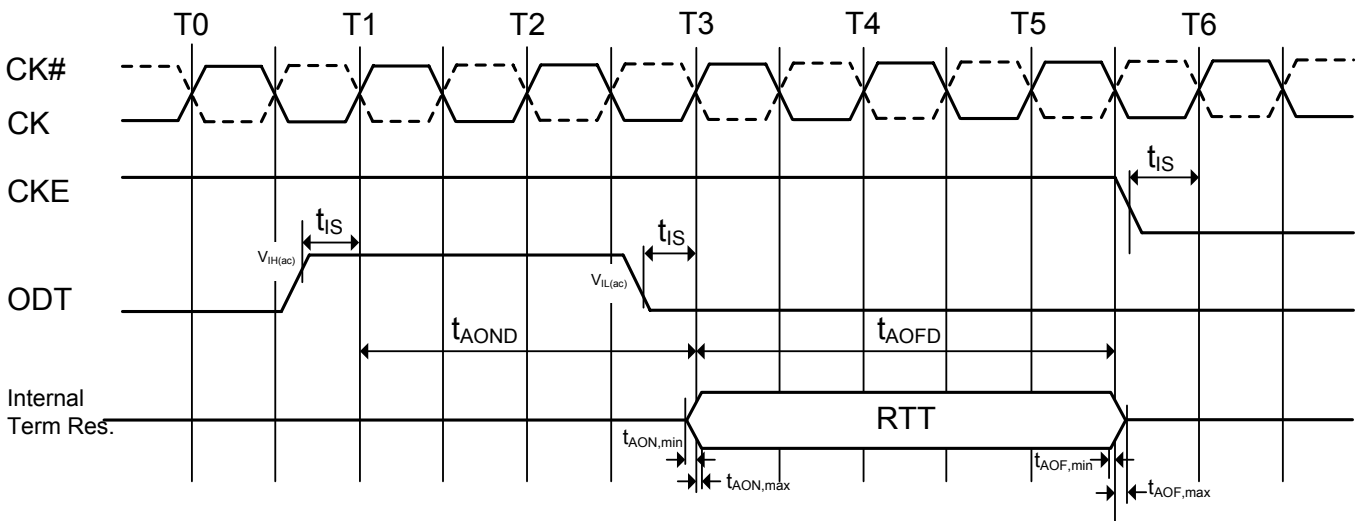 T0 T1 T2 T3 T4 T5 T6
CK#
CK
CKE
tIS
tIS
tIS
VIH(ac)
VIL(ac)
ODT
tAOND
tAOFD
Internal
Term Res.
RTT
tAON,min
tAOF,min
tAON,max
tAOF,max